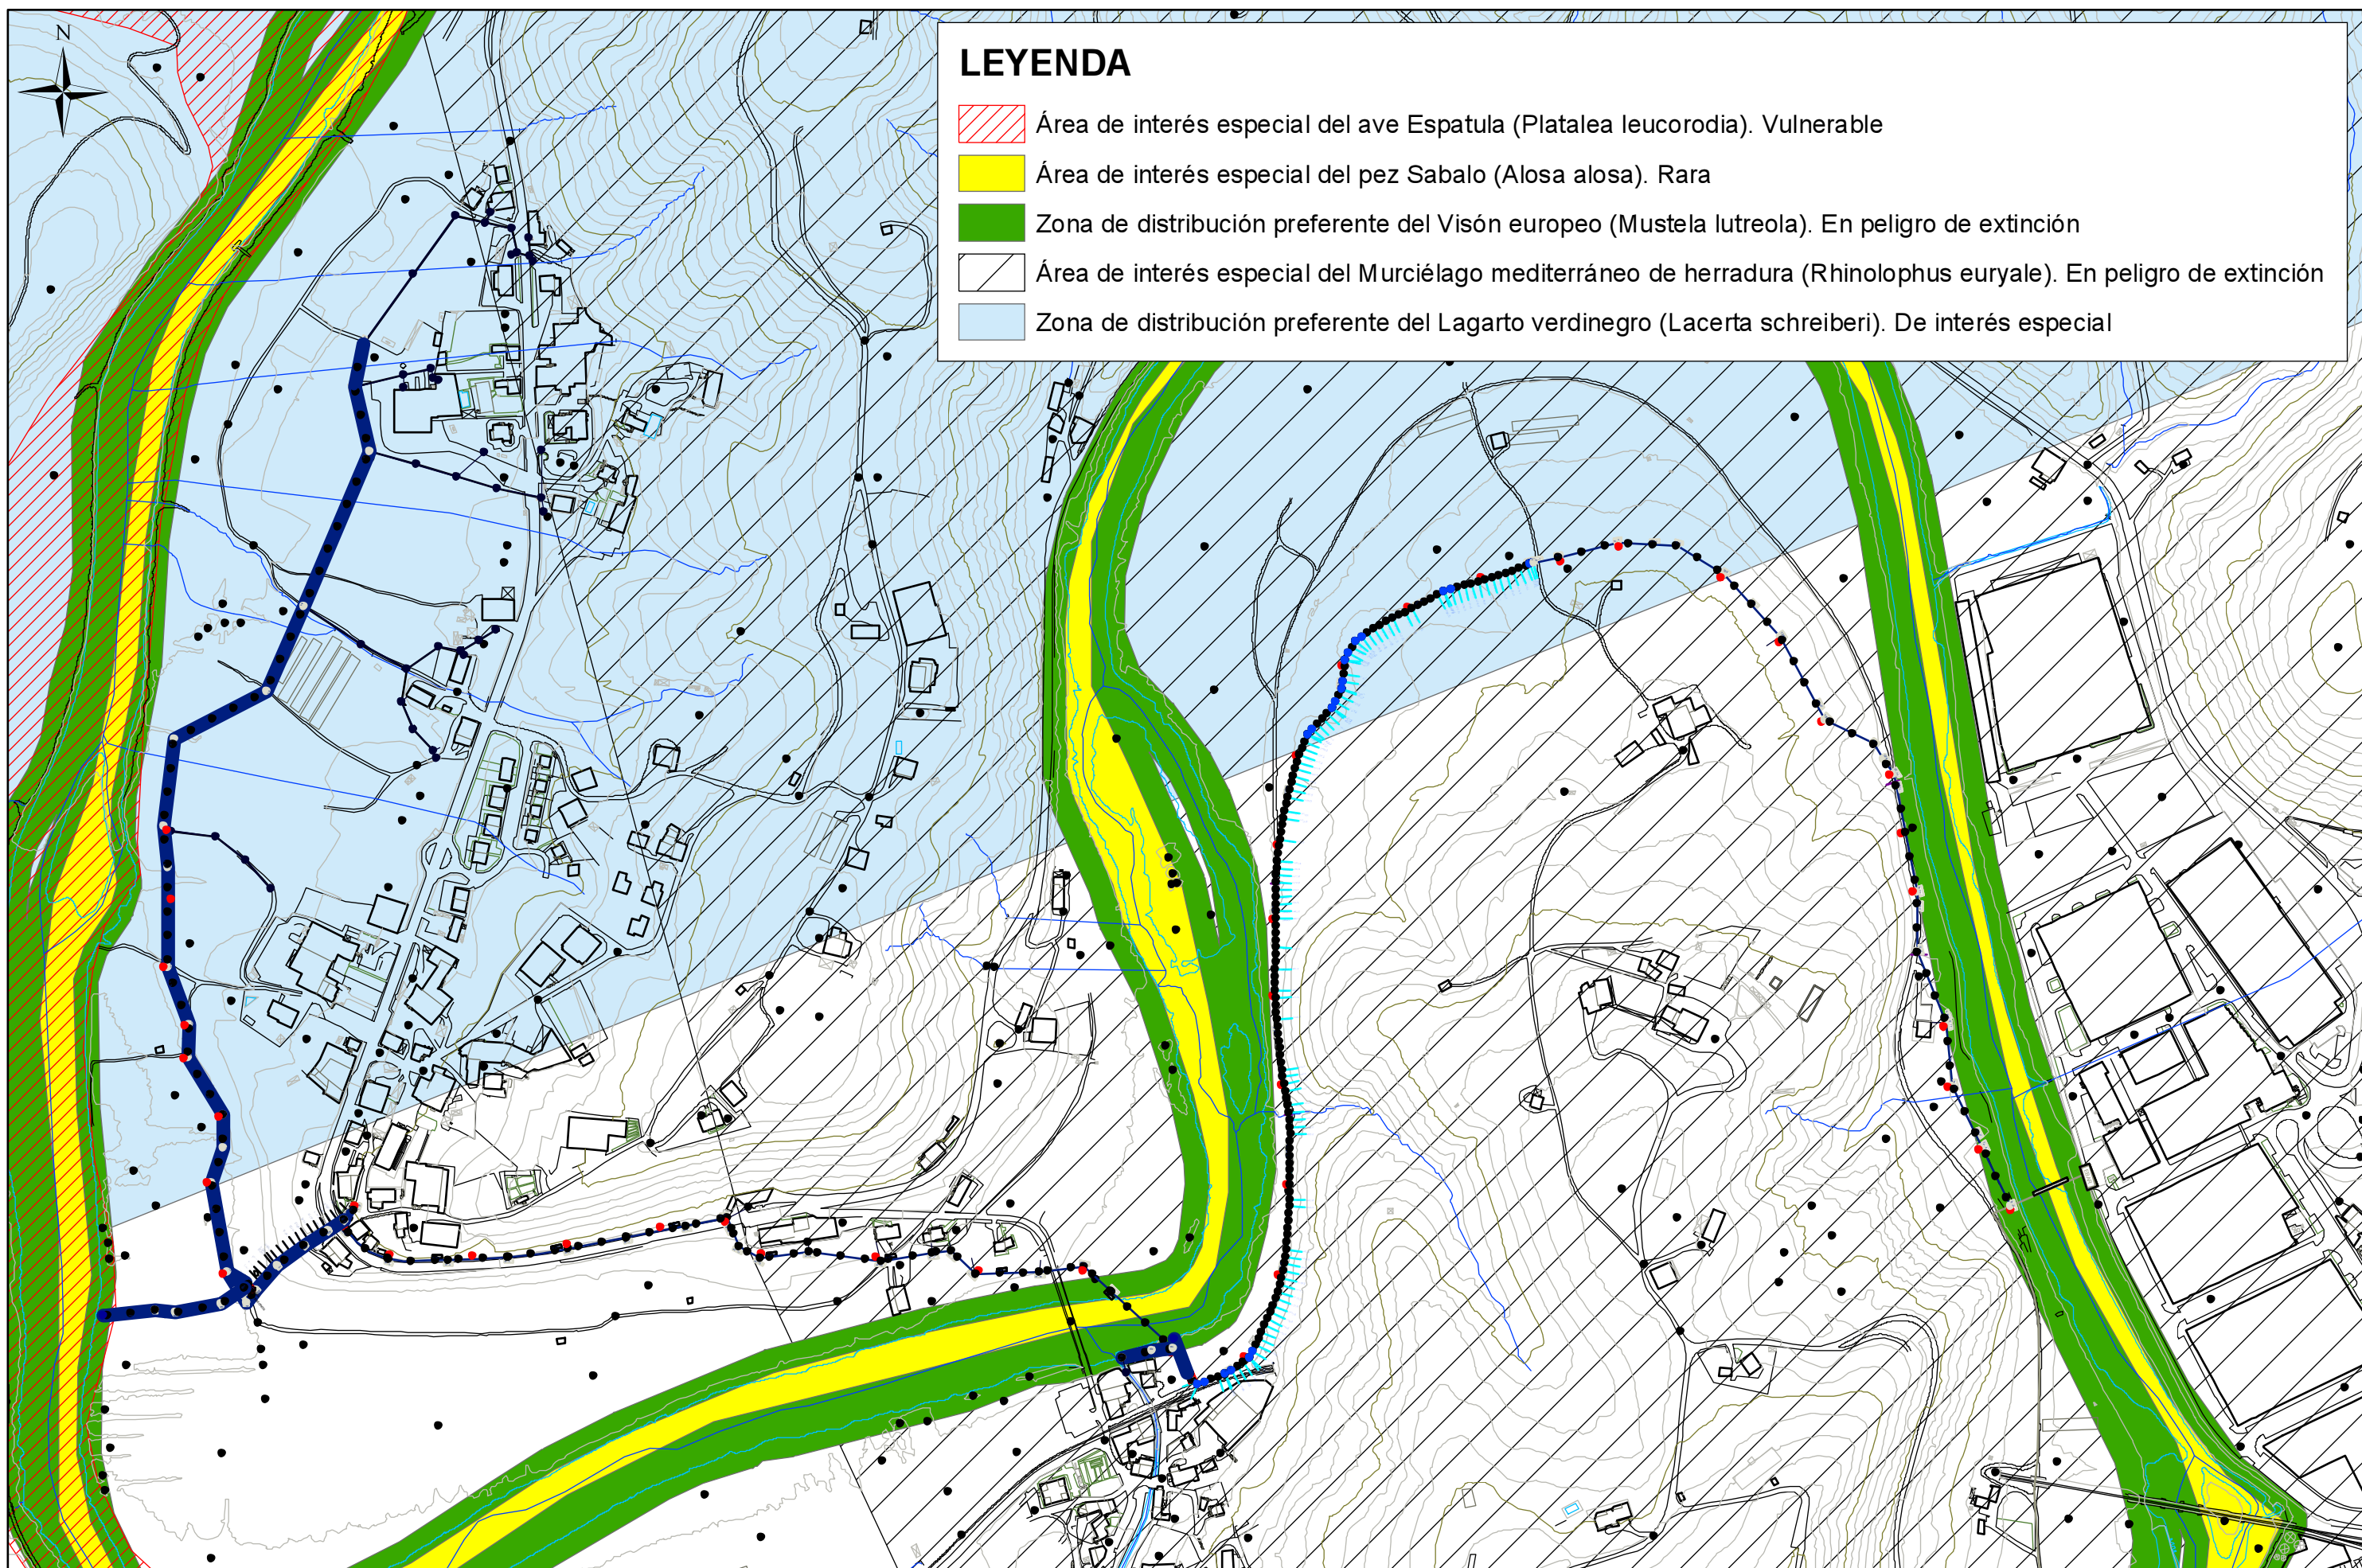 N
LEYENDA
Área de interés especial del ave Espatula (Platalea leucorodia). Vulnerable
Área de interés especial del pez Sabalo (Alosa alosa). Rara
Zona de distribución preferente del Visón europeo (Mustela lutreola). En peligro de extinción
Área de interés especial del Murciélago mediterráneo de herradura (Rhinolophus euryale). En peligro de extinción
Zona de distribución preferente del Lagarto verdinegro (Lacerta schreiberi). De interés especial